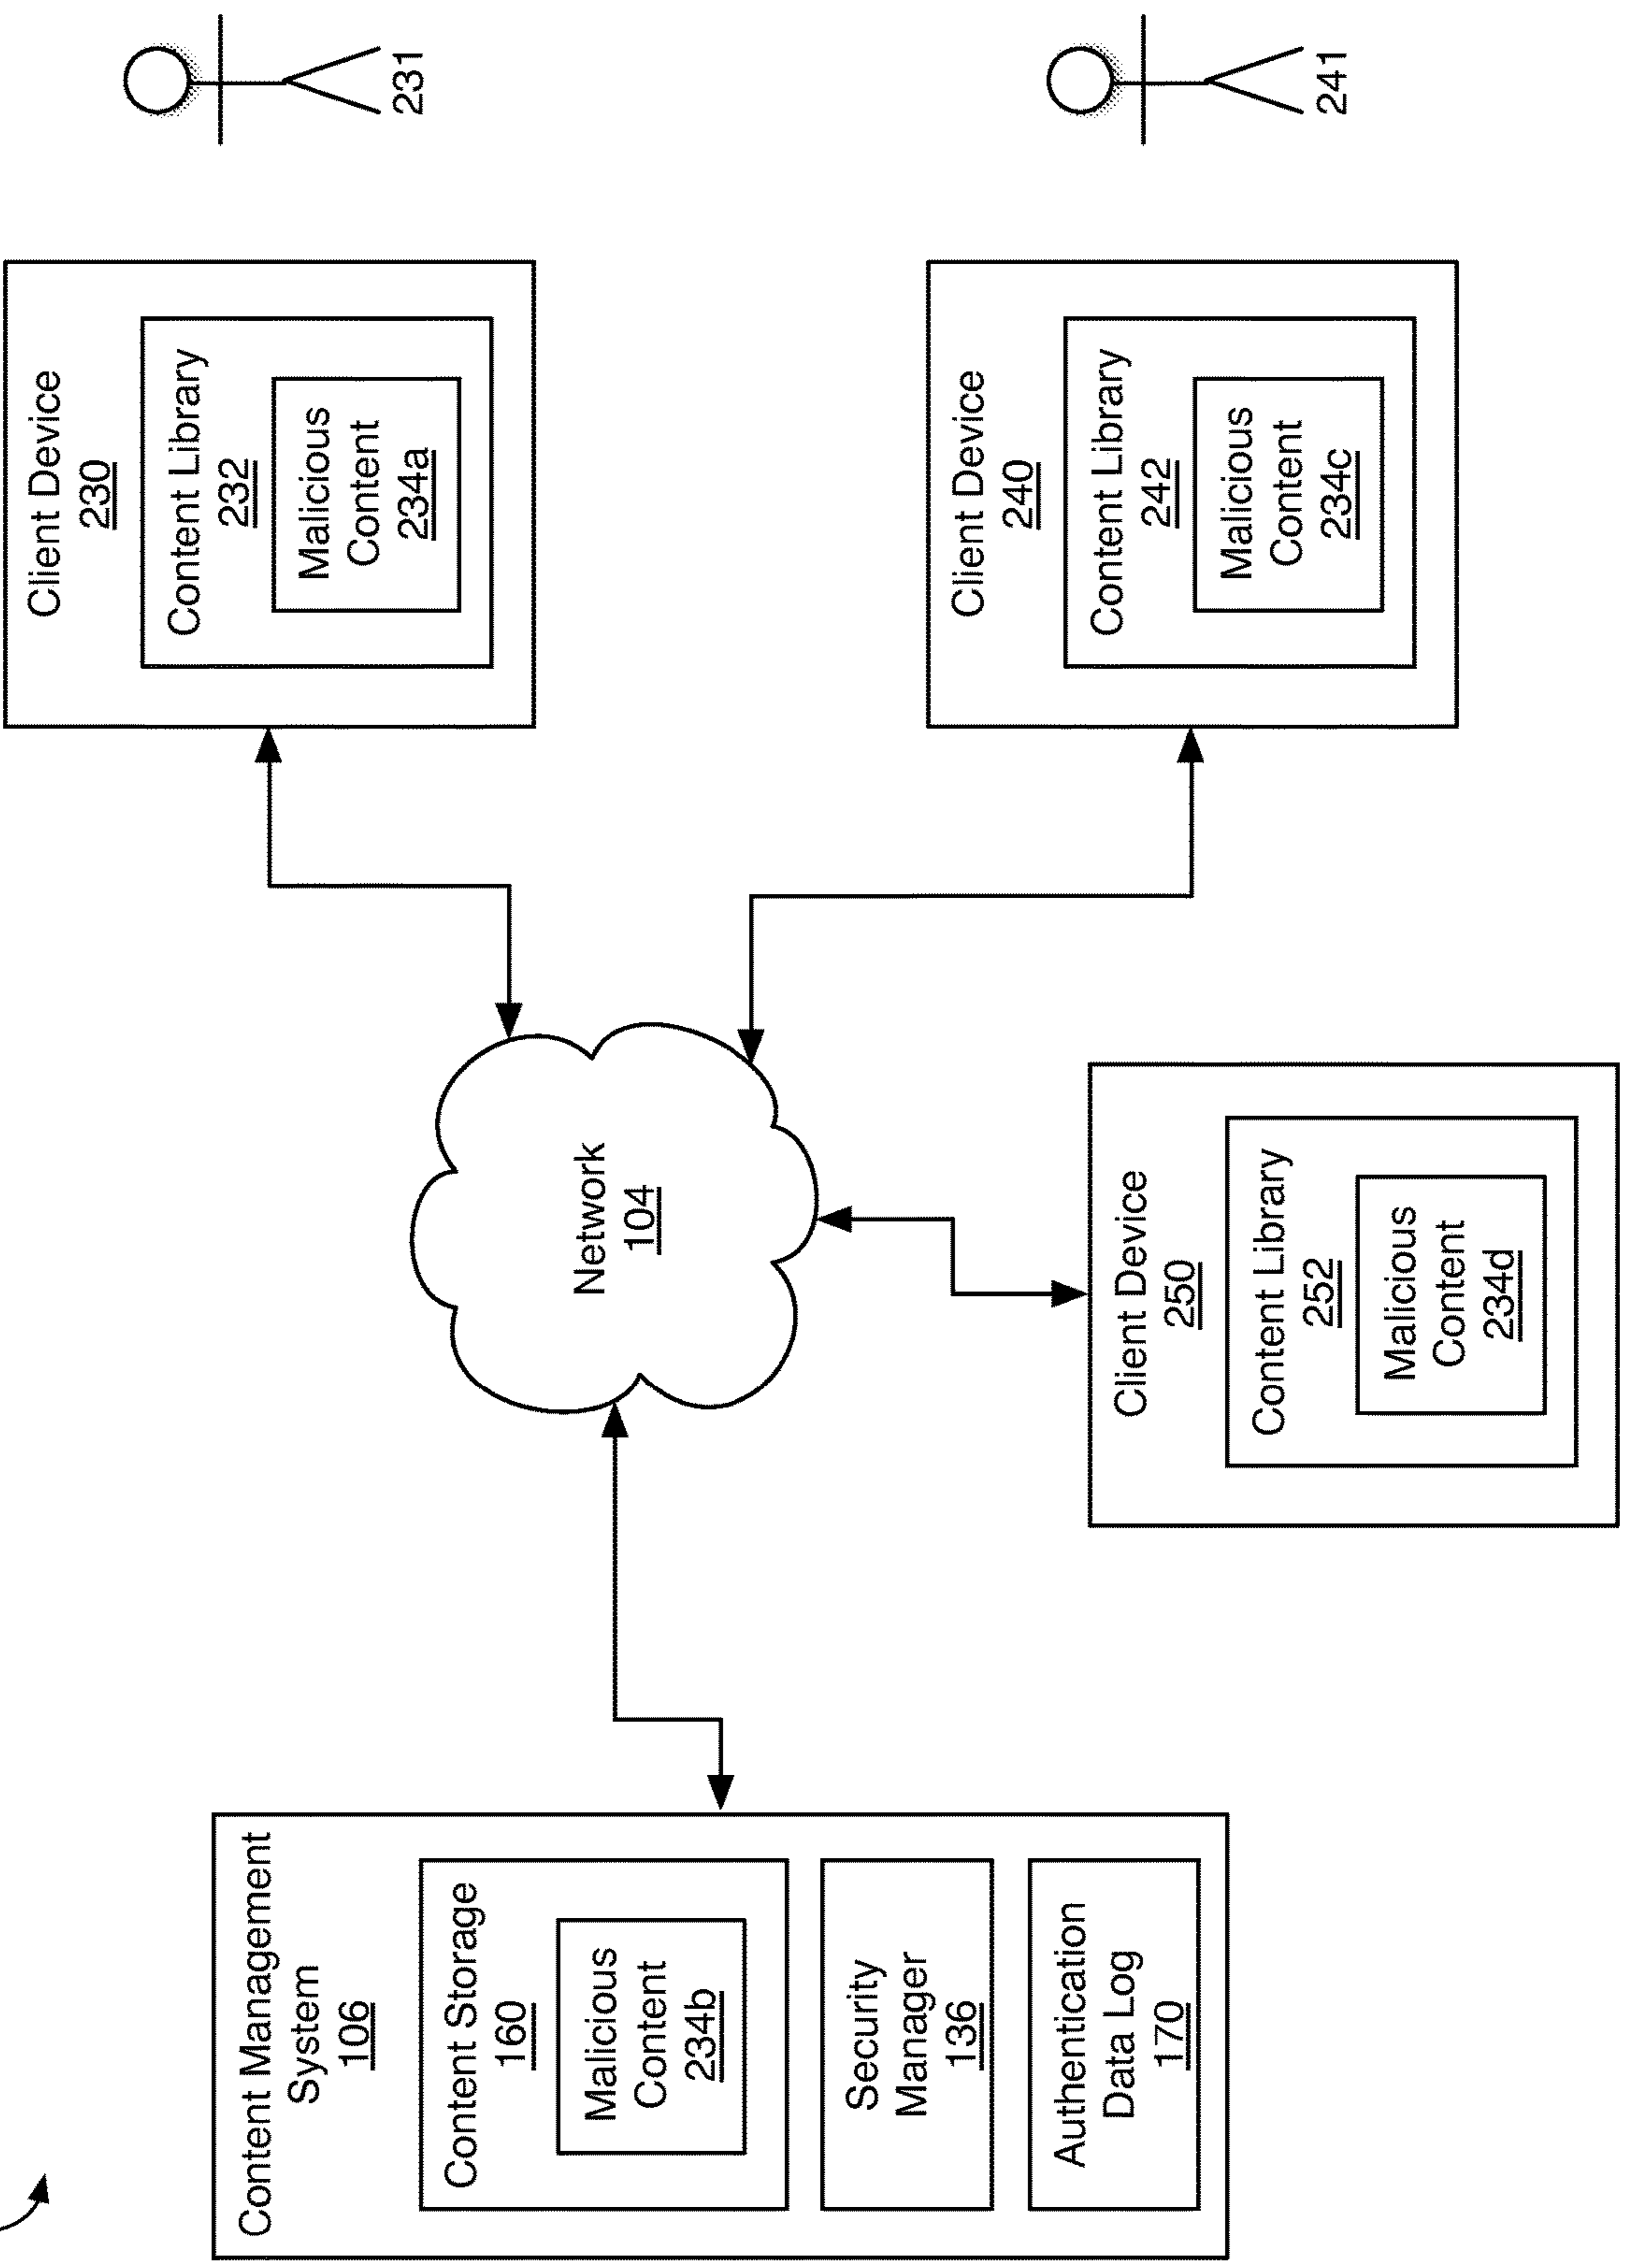 Content Management
System
106
Content Storage
160
Malicious
Content
234b
Security
Manager
136
Authentication
Data Log
170
Network
104
Client Device
230
Content Library
232
Malicious
Content
234a
231
Client Device
240
Content Library
242
Malicious
Content
234c
241
Client Device
250
Content Library
252
Malicious
Content
234d